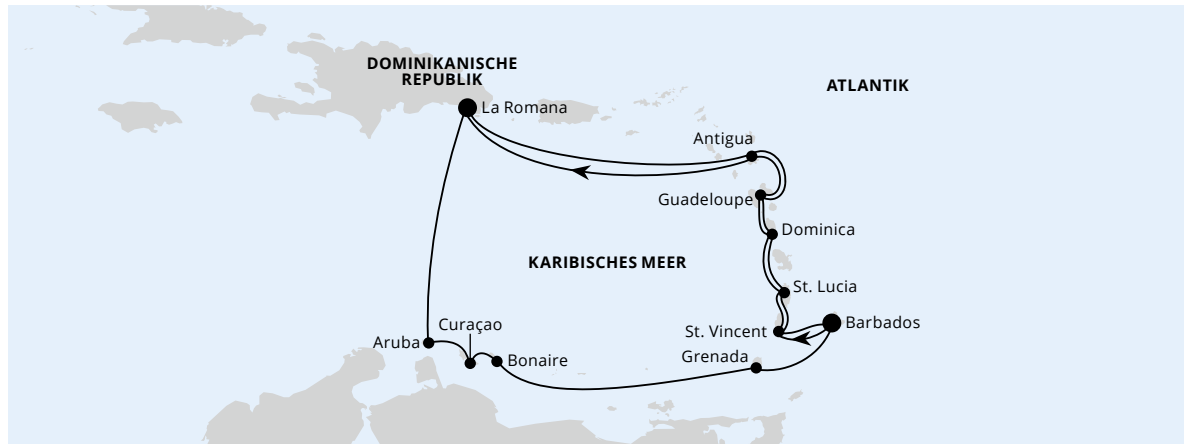 DOMINIKANISCHE
REPUBLIK
ATLANTIK
La Romana
Antigua
Guadeloupe
Dominica
KARIBISCHES MEER
St. Lucia
Curaçao
St. Vincent
Barbados
Aruba
Bonaire
Grenada